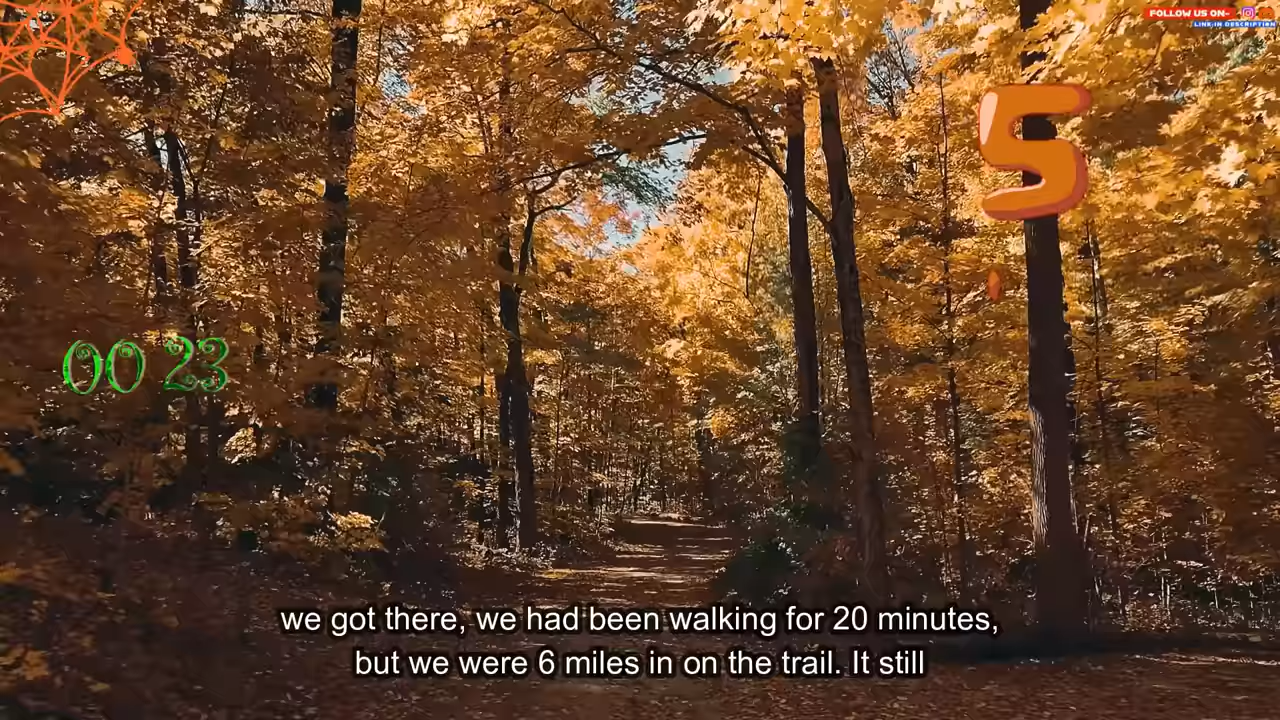 FOLLOW US ON-
LINK IN DESCRIPTION
5
00 23
we got there, we had been walking for 20 minutes,
but we were 6 miles in on the trail. It still